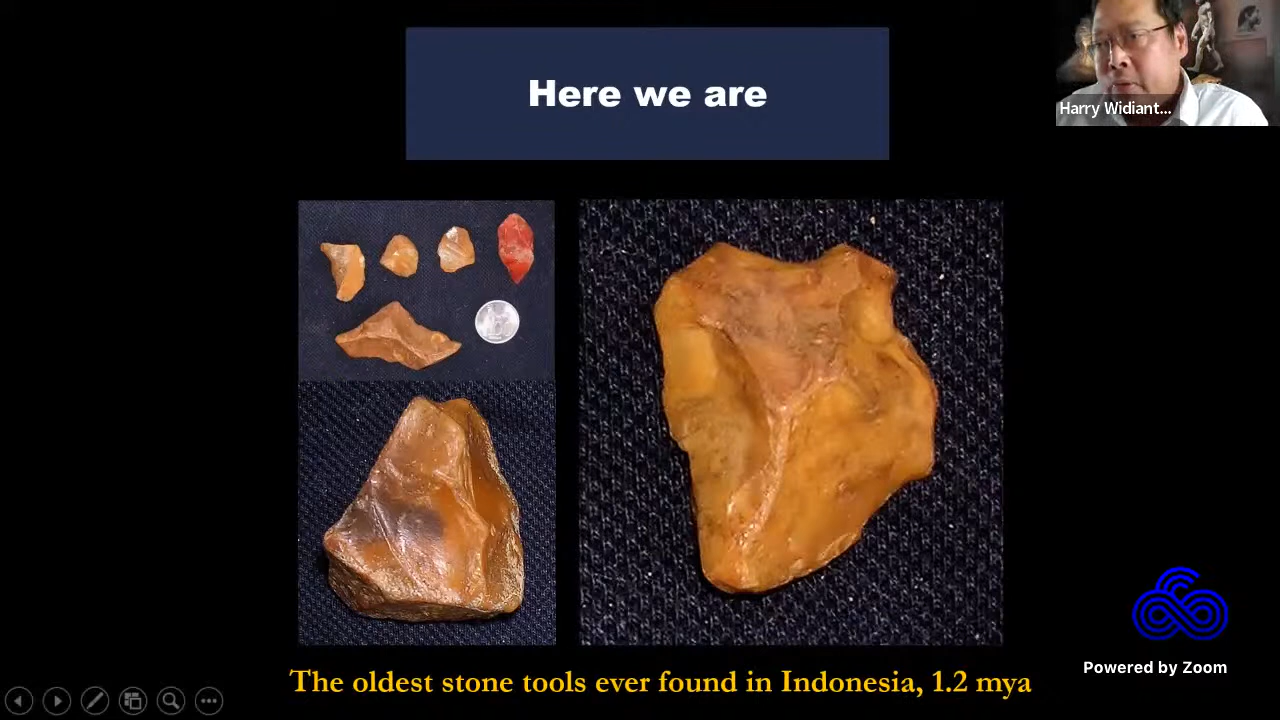 Here we are
Harry Widiant...
The oldest stone tools ever found in Indonesia, 1.2 mya
Powered by Zoom